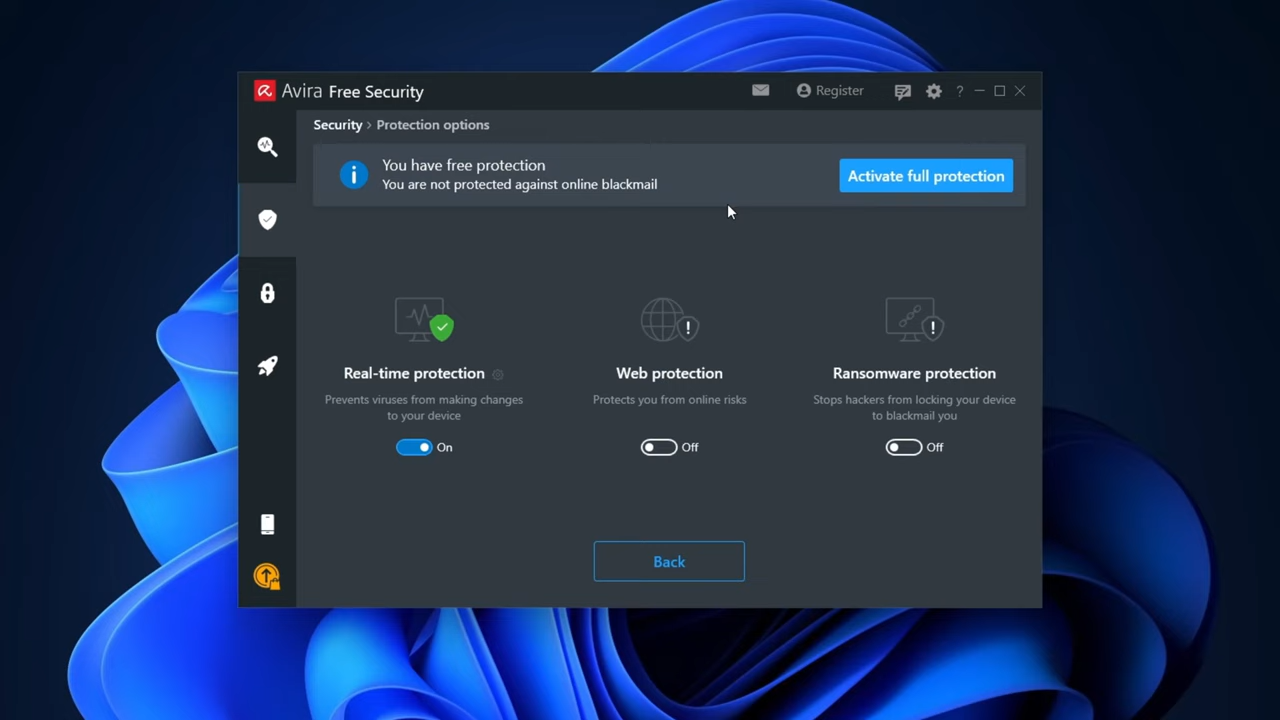 Avira Free Security
Register
?
Security > Protection options
You have free protection
You are not protected against online blackmail
Activate full protection
Real-time protection
Prevents viruses from making changes
to your device
On
Web protection
Protects you from online risks
Off
Ransomware protection
Stops hackers from locking your device
to blackmail you
Off
Back